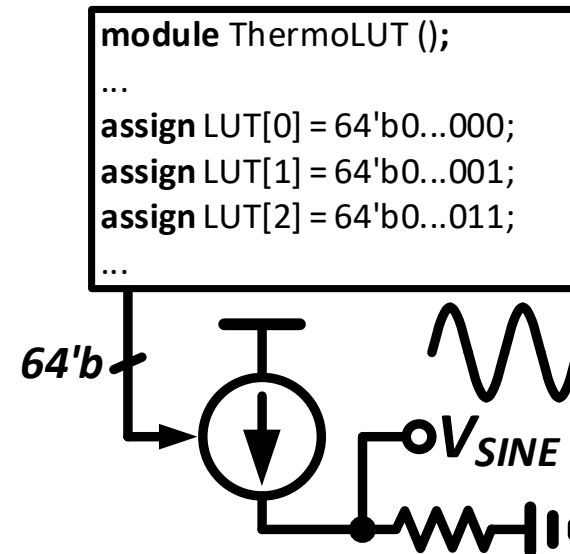 module ThermoLUT ();
...
assign LUT[0] = 64'b0...000;
assign LUT[1] = 64'b0...001;
assign LUT[2] = 64'b0...011;
...
64'b
VSINE